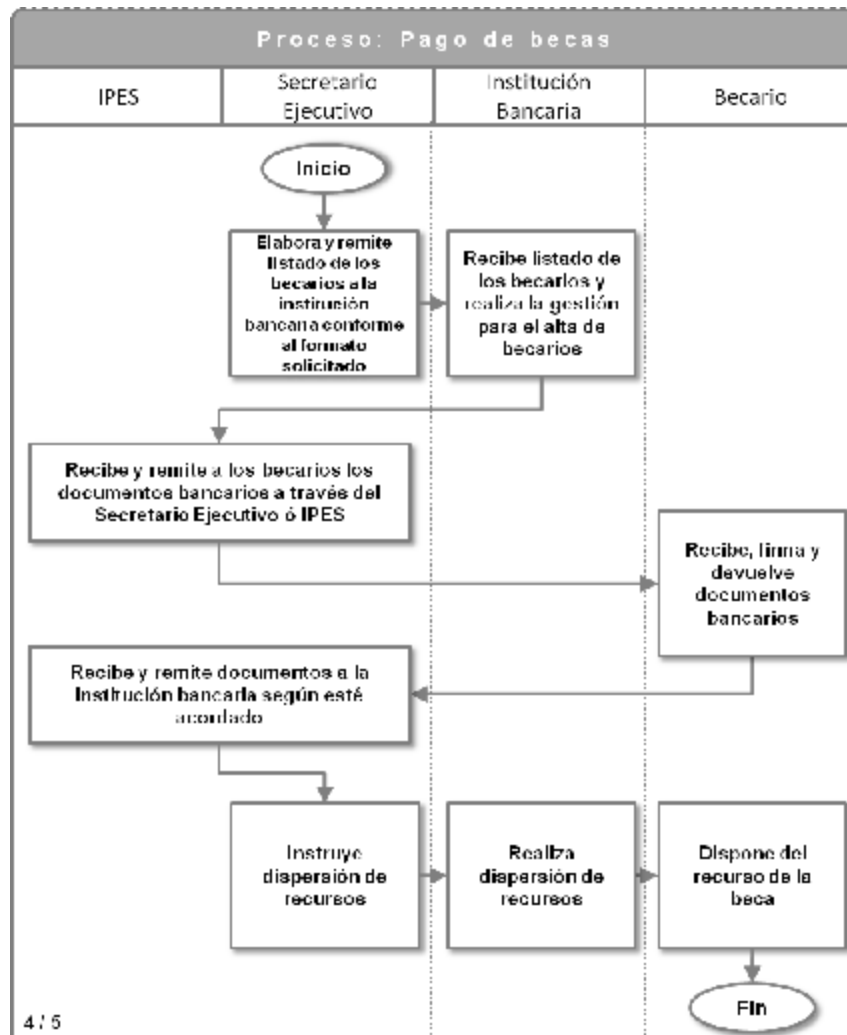 Proceso: Pago de becas
IPES
Secretario
Ejecutivo
Institución
Bancaria
Becario
Inicio
Elabora y remite
listado de los
becarios a la
institución
bancaria conforme
al formato
solicitado
Recibe listado de
los becarios y
realiza la gestión
para el alta de
becarios
Recibe y remite a los becarios los
documentos bancarios a través del
Secretario Ejecutivo ó IPES
Recibe, firma y
devuelve
documentos
bancarios
Recibe y remite documentos a la
Institución bancaria según esté
acordado
Instruye
dispersión de
recursos
Realiza
dispersión de
recursos
Dispone del
recurso de la
beca
Fin
4 / 5